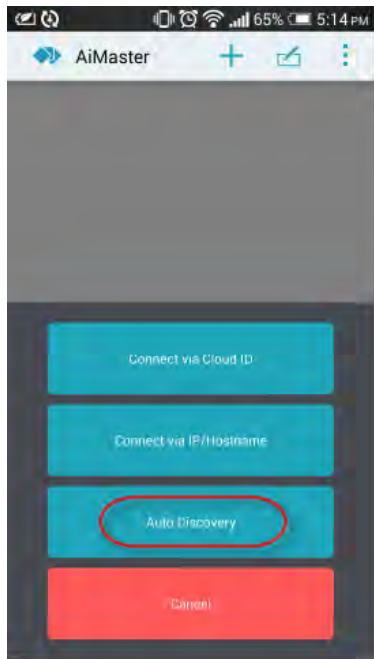 65% 5:14 PM
AiMaster
Connect via Cloud ID
Connect via IP/Hostname
Auto Discovery
Cancel